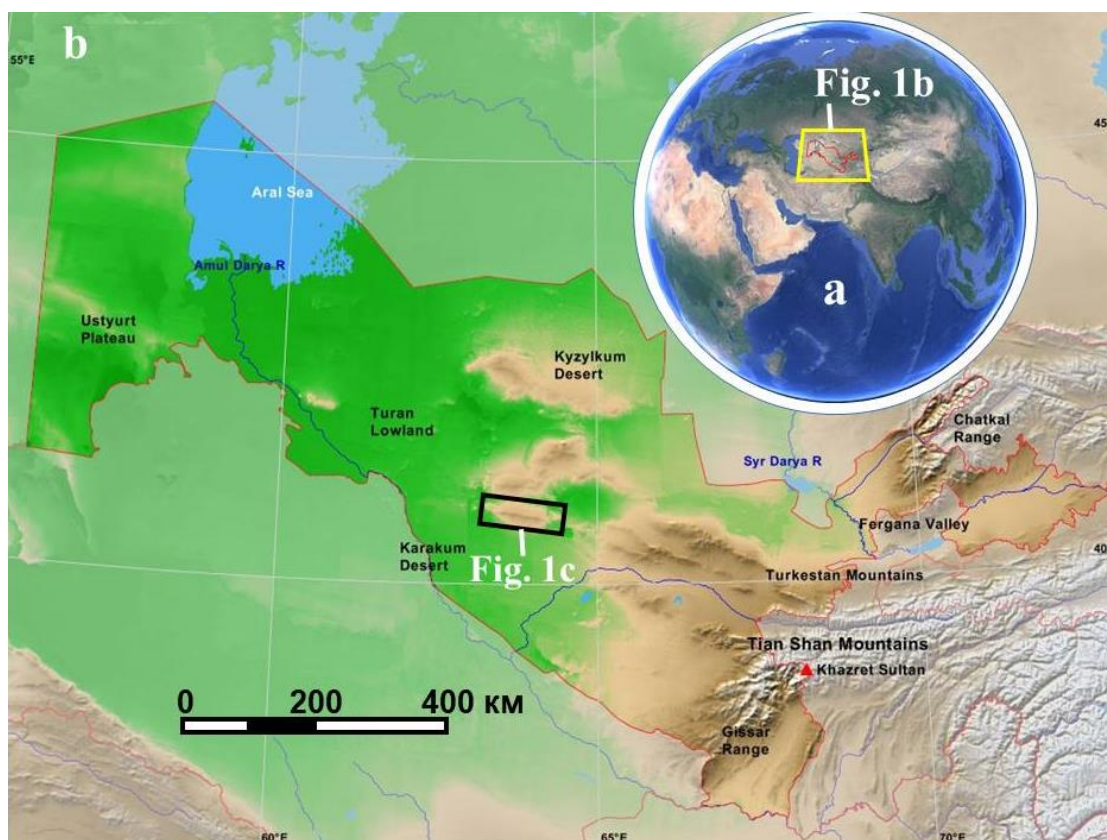 b
55°E
Fig. 1b
45
Aral Sea
Amul Darya R
a
Ustyurt
Plateau
Kyzylkum
Desert
Turan
Lowland
Chatkal
Range
Syr Darya R
Fergana Valley
Karakum
Desert
Fig. 1c
40
Turkestan Mountains
Tian Shan Mountains
Khazret Sultan
0 200 400 км
Gissar
Range
60°E
65°E
70°E